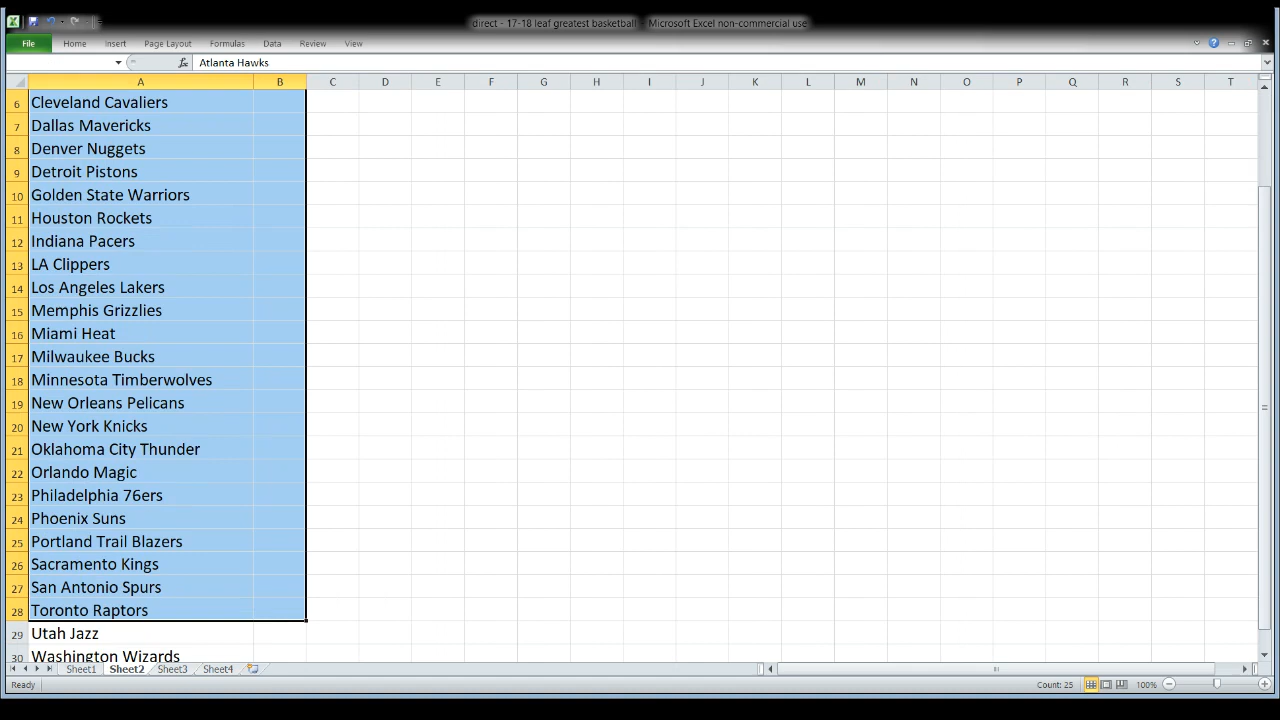 direct - 17-18 leaf greatest basketball - Microsoft Excel non-commercial use
File Home Insert Page Layout Formulas Data Review View
fx Atlanta Hawks
A B C D E F G H I J K L M N O P Q R S T
6 Cleveland Cavaliers
7 Dallas Mavericks
8 Denver Nuggets
9 Detroit Pistons
10 Golden State Warriors
11 Houston Rockets
12 Indiana Pacers
13 LA Clippers
14 Los Angeles Lakers
15 Memphis Grizzlies
16 Miami Heat
17 Milwaukee Bucks
18 Minnesota Timberwolves
19 New Orleans Pelicans
20 New York Knicks
21 Oklahoma City Thunder
22 Orlando Magic
23 Philadelphia 76ers
24 Phoenix Suns
25 Portland Trail Blazers
26 Sacramento Kings
27 San Antonio Spurs
28 Toronto Raptors
29 Utah Jazz
30 Washington Wizards
Sheet1 Sheet2 Sheet3 Sheet4
Ready Count: 25 100%